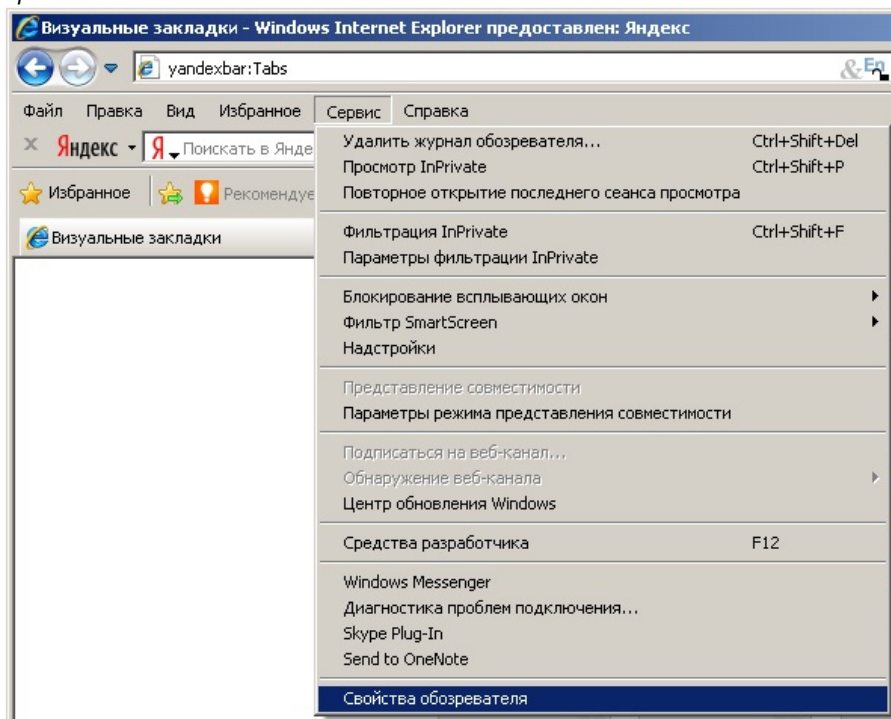 Визуальные закладки - Windows Internet Explorer предоставлен: Яндекс
yandexbar:Tabs
& En
Файл Правка Вид Избранное Сервис Справка
Яндекс Я Поискать в Янде
Избранное Рекомендуе
Визуальные закладки
Удалить журнал обозревателя... Ctrl+Shift+Del
Просмотр InPrivate Ctrl+Shift+P
Повторное открытие последнего сеанса просмотра
Фильтрация InPrivate Ctrl+Shift+F
Параметры фильтрации InPrivate
Блокирование всплывающих окон
Фильтр SmartScreen
Надстройки
Представление совместимости
Параметры режима представления совместимости
Подписаться на веб-канал...
Обнаружение веб-канала
Центр обновления Windows
Средства разработчика F12
Windows Messenger
Диагностика проблем подключения...
Skype Plug-In
Send to OneNote
Свойства обозревателя